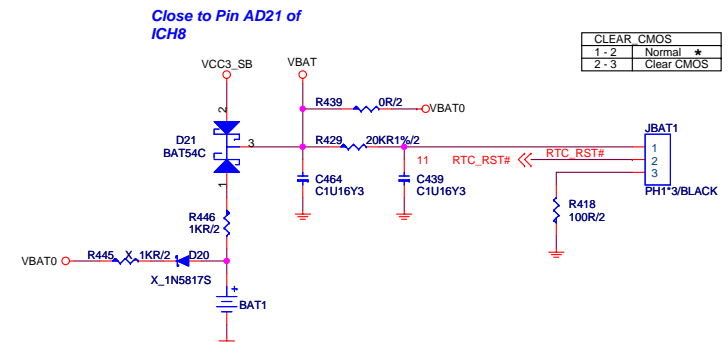 Close to Pin AD21 of
ICH8
CLEAR_CMOS
1 - 2 Normal *
2 - 3 Clear CMOS
VCC3_SB
VBAT
R439 0R/2
VBAT0
2
D21
BAT54C
3
R429 20KR1%/2
JBAT1
1
2
3
11 RTC_RST#
RTC_RST#
PH1*3/BLACK
C464
C1U16Y3
C439
C1U16Y3
1
R418
100R/2
R446
1KR/2
VBAT0
R445 X_1KR/2
D20
X_1N5817S
+
BAT1